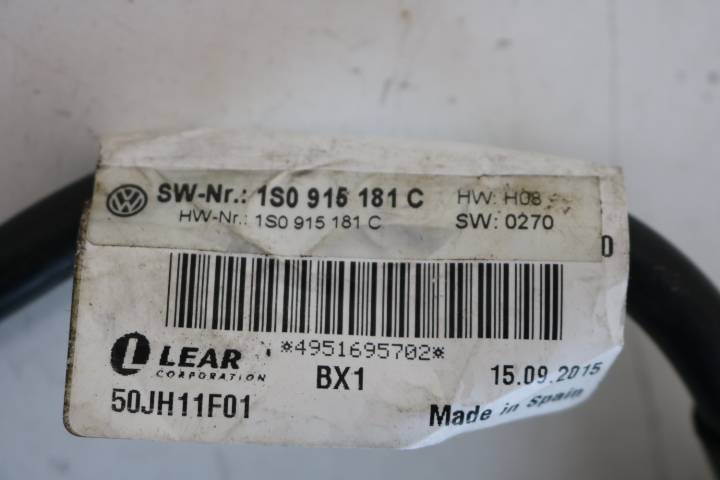 SW-Nr.: 1S0 915 181 C HW: H08
HW-Nr.: 1S0 915 181 C SW: 0270
*4951695702*
LEAR
CORPORATION
BX1 15.09.2015
50JH11F01 Made in Spain